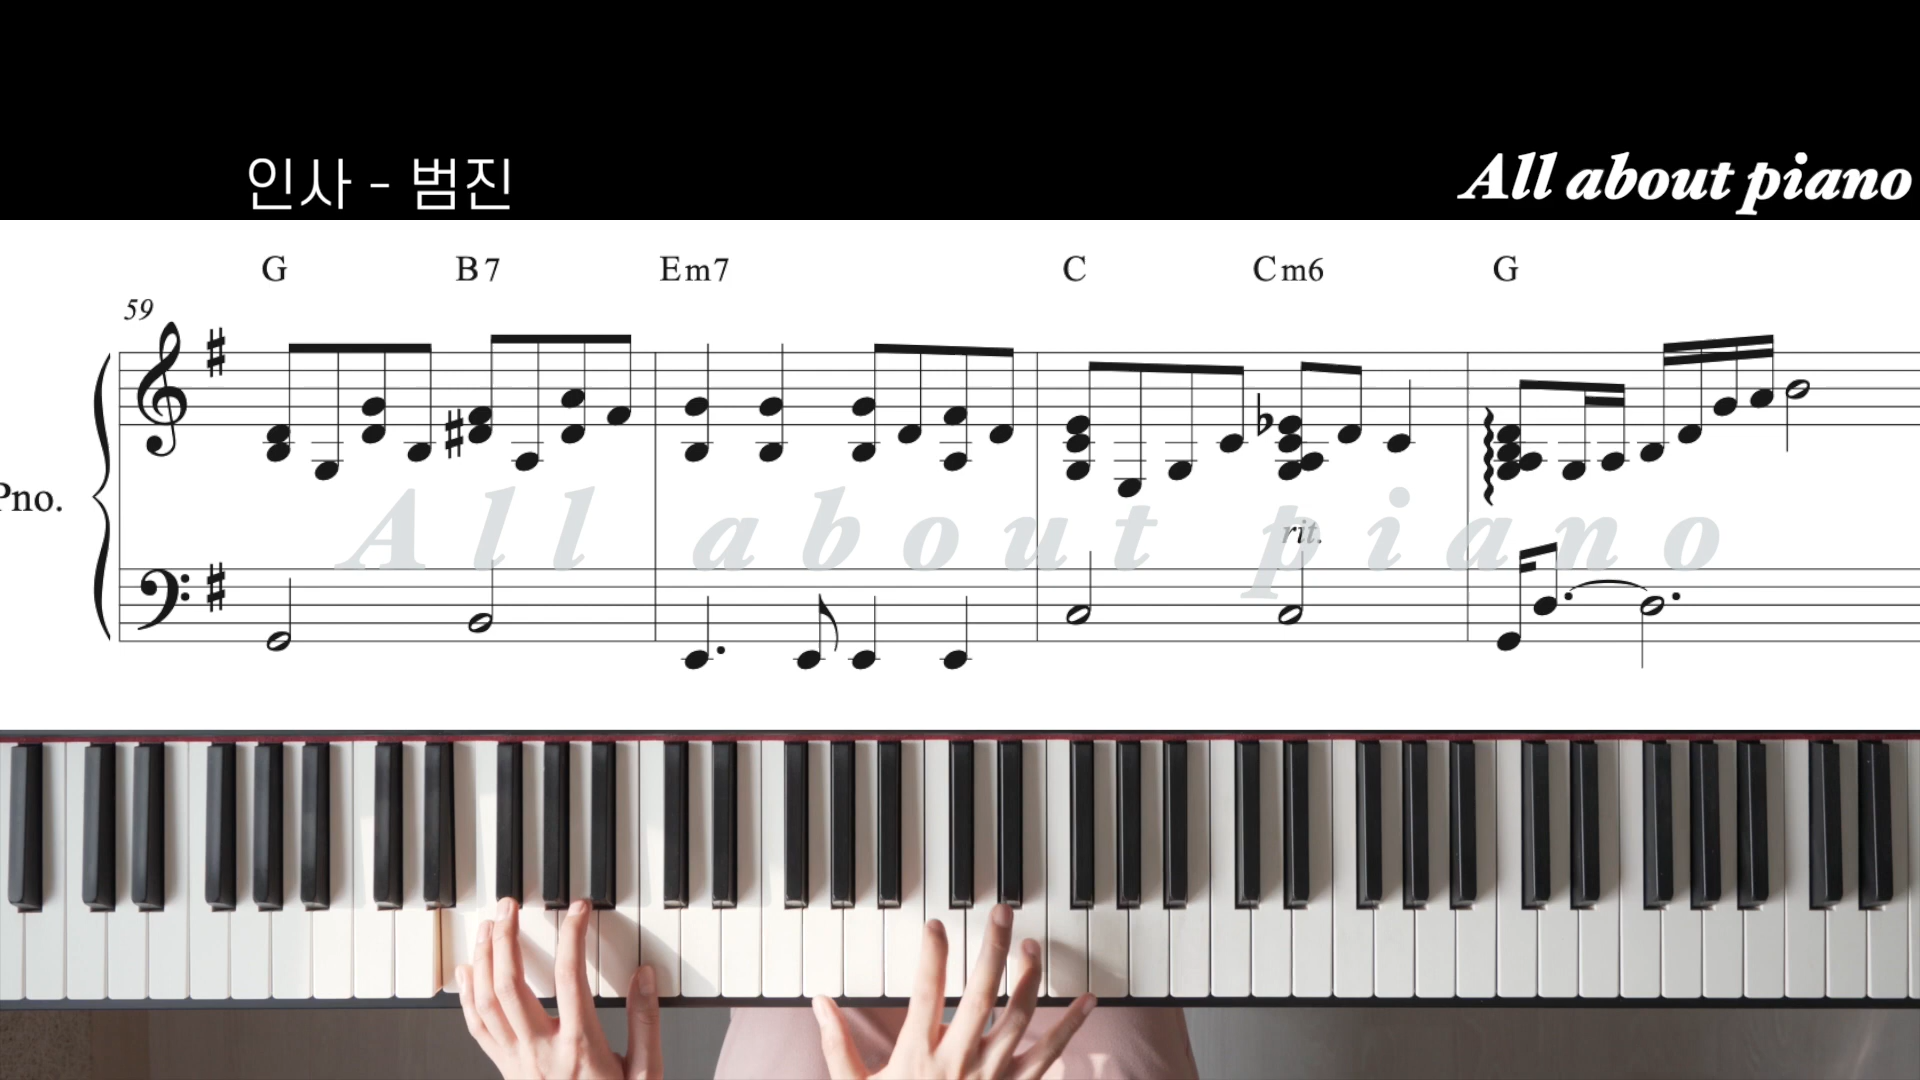 인사 - 범진
All about piano
G B7 Em7 C Cm6 G
59
Pno.
All about piano
rit.